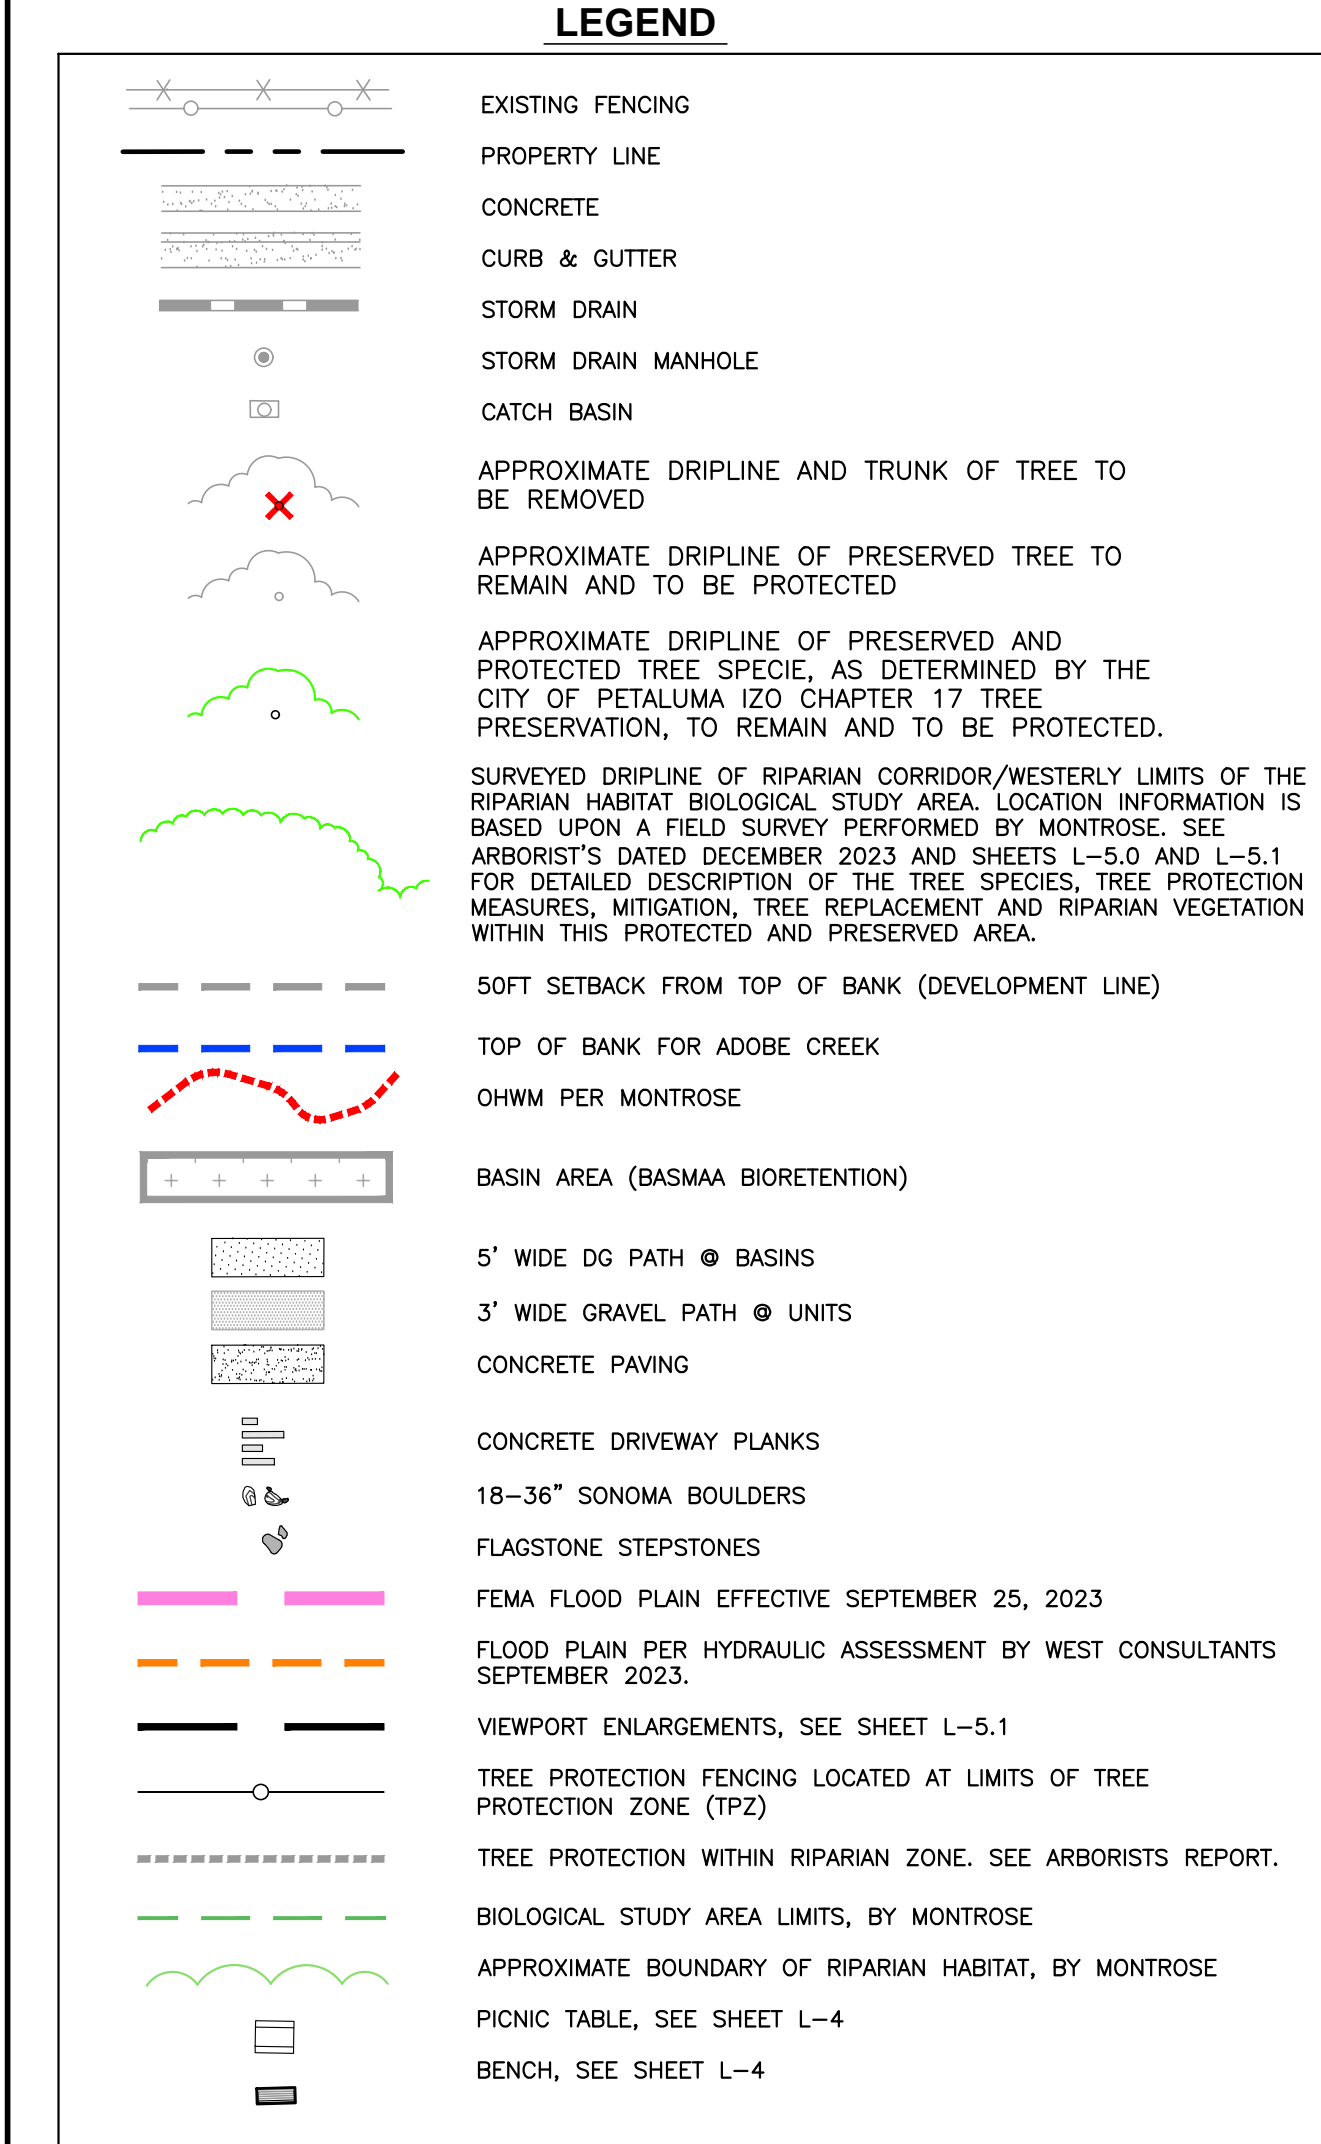 LEGEND
EXISTING FENCING
PROPERTY LINE
CONCRETE
CURB & GUTTER
STORM DRAIN
STORM DRAIN MANHOLE
CATCH BASIN
APPROXIMATE DRIPLINE AND TRUNK OF TREE TO
BE REMOVED
APPROXIMATE DRIPLINE OF PRESERVED TREE TO
REMAIN AND TO BE PROTECTED
APPROXIMATE DRIPLINE OF PRESERVED AND
PROTECTED TREE SPECIE, AS DETERMINED BY THE
CITY OF PETALUMA IZO CHAPTER 17 TREE
PRESERVATION, TO REMAIN AND TO BE PROTECTED.
SURVEYED DRIPLINE OF RIPARIAN CORRIDOR/WESTERLY LIMITS OF THE
RIPARIAN HABITAT BIOLOGICAL STUDY AREA. LOCATION INFORMATION IS
BASED UPON A FIELD SURVEY PERFORMED BY MONTROSE. SEE
ARBORIST'S DATED DECEMBER 2023 AND SHEETS L-5.0 AND L-5.1
FOR DETAILED DESCRIPTION OF THE TREE SPECIES, TREE PROTECTION
MEASURES, MITIGATION, TREE REPLACEMENT AND RIPARIAN VEGETATION
WITHIN THIS PROTECTED AND PRESERVED AREA.
50FT SETBACK FROM TOP OF BANK (DEVELOPMENT LINE)
TOP OF BANK FOR ADOBE CREEK
OHWM PER MONTROSE
BASIN AREA (BASMAA BIORETENTION)
5' WIDE DG PATH @ BASINS
3' WIDE GRAVEL PATH @ UNITS
CONCRETE PAVING
CONCRETE DRIVEWAY PLANKS
18-36" SONOMA BOULDERS
FLAGSTONE STEPSTONES
FEMA FLOOD PLAIN EFFECTIVE SEPTEMBER 25, 2023
FLOOD PLAIN PER HYDRAULIC ASSESSMENT BY WEST CONSULTANTS
SEPTEMBER 2023.
VIEWPORT ENLARGEMENTS, SEE SHEET L-5.1
TREE PROTECTION FENCING LOCATED AT LIMITS OF TREE
PROTECTION ZONE (TPZ)
TREE PROTECTION WITHIN RIPARIAN ZONE. SEE ARBORISTS REPORT.
BIOLOGICAL STUDY AREA LIMITS, BY MONTROSE
APPROXIMATE BOUNDARY OF RIPARIAN HABITAT, BY MONTROSE
PICNIC TABLE, SEE SHEET L-4
BENCH, SEE SHEET L-4